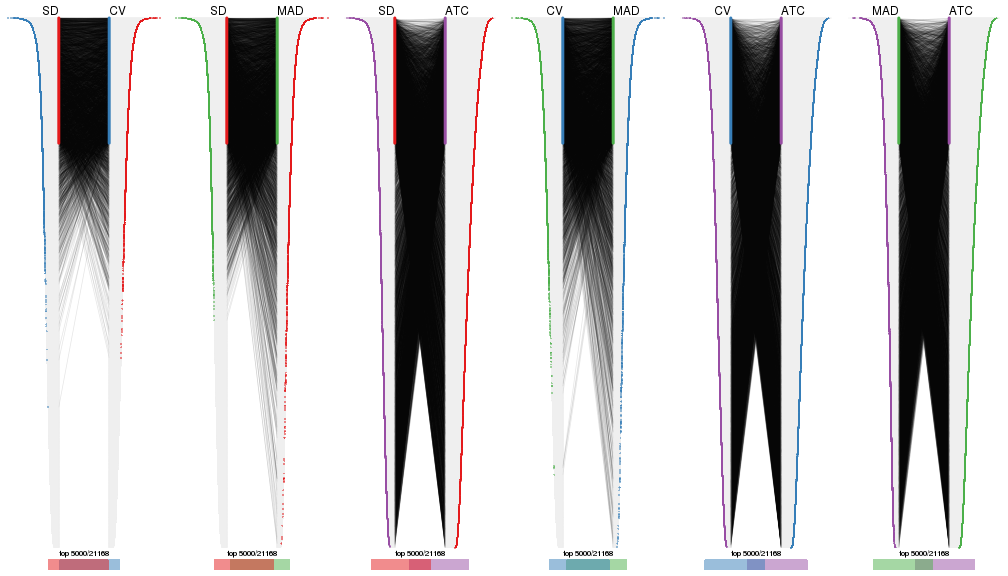 SD CV
SD MAD
SD ATC
CV MAD
CV ATC
MAD ATC
top 5000/21168
top 5000/21168
top 5000/21168
top 5000/21168
top 5000/21168
top 5000/21168